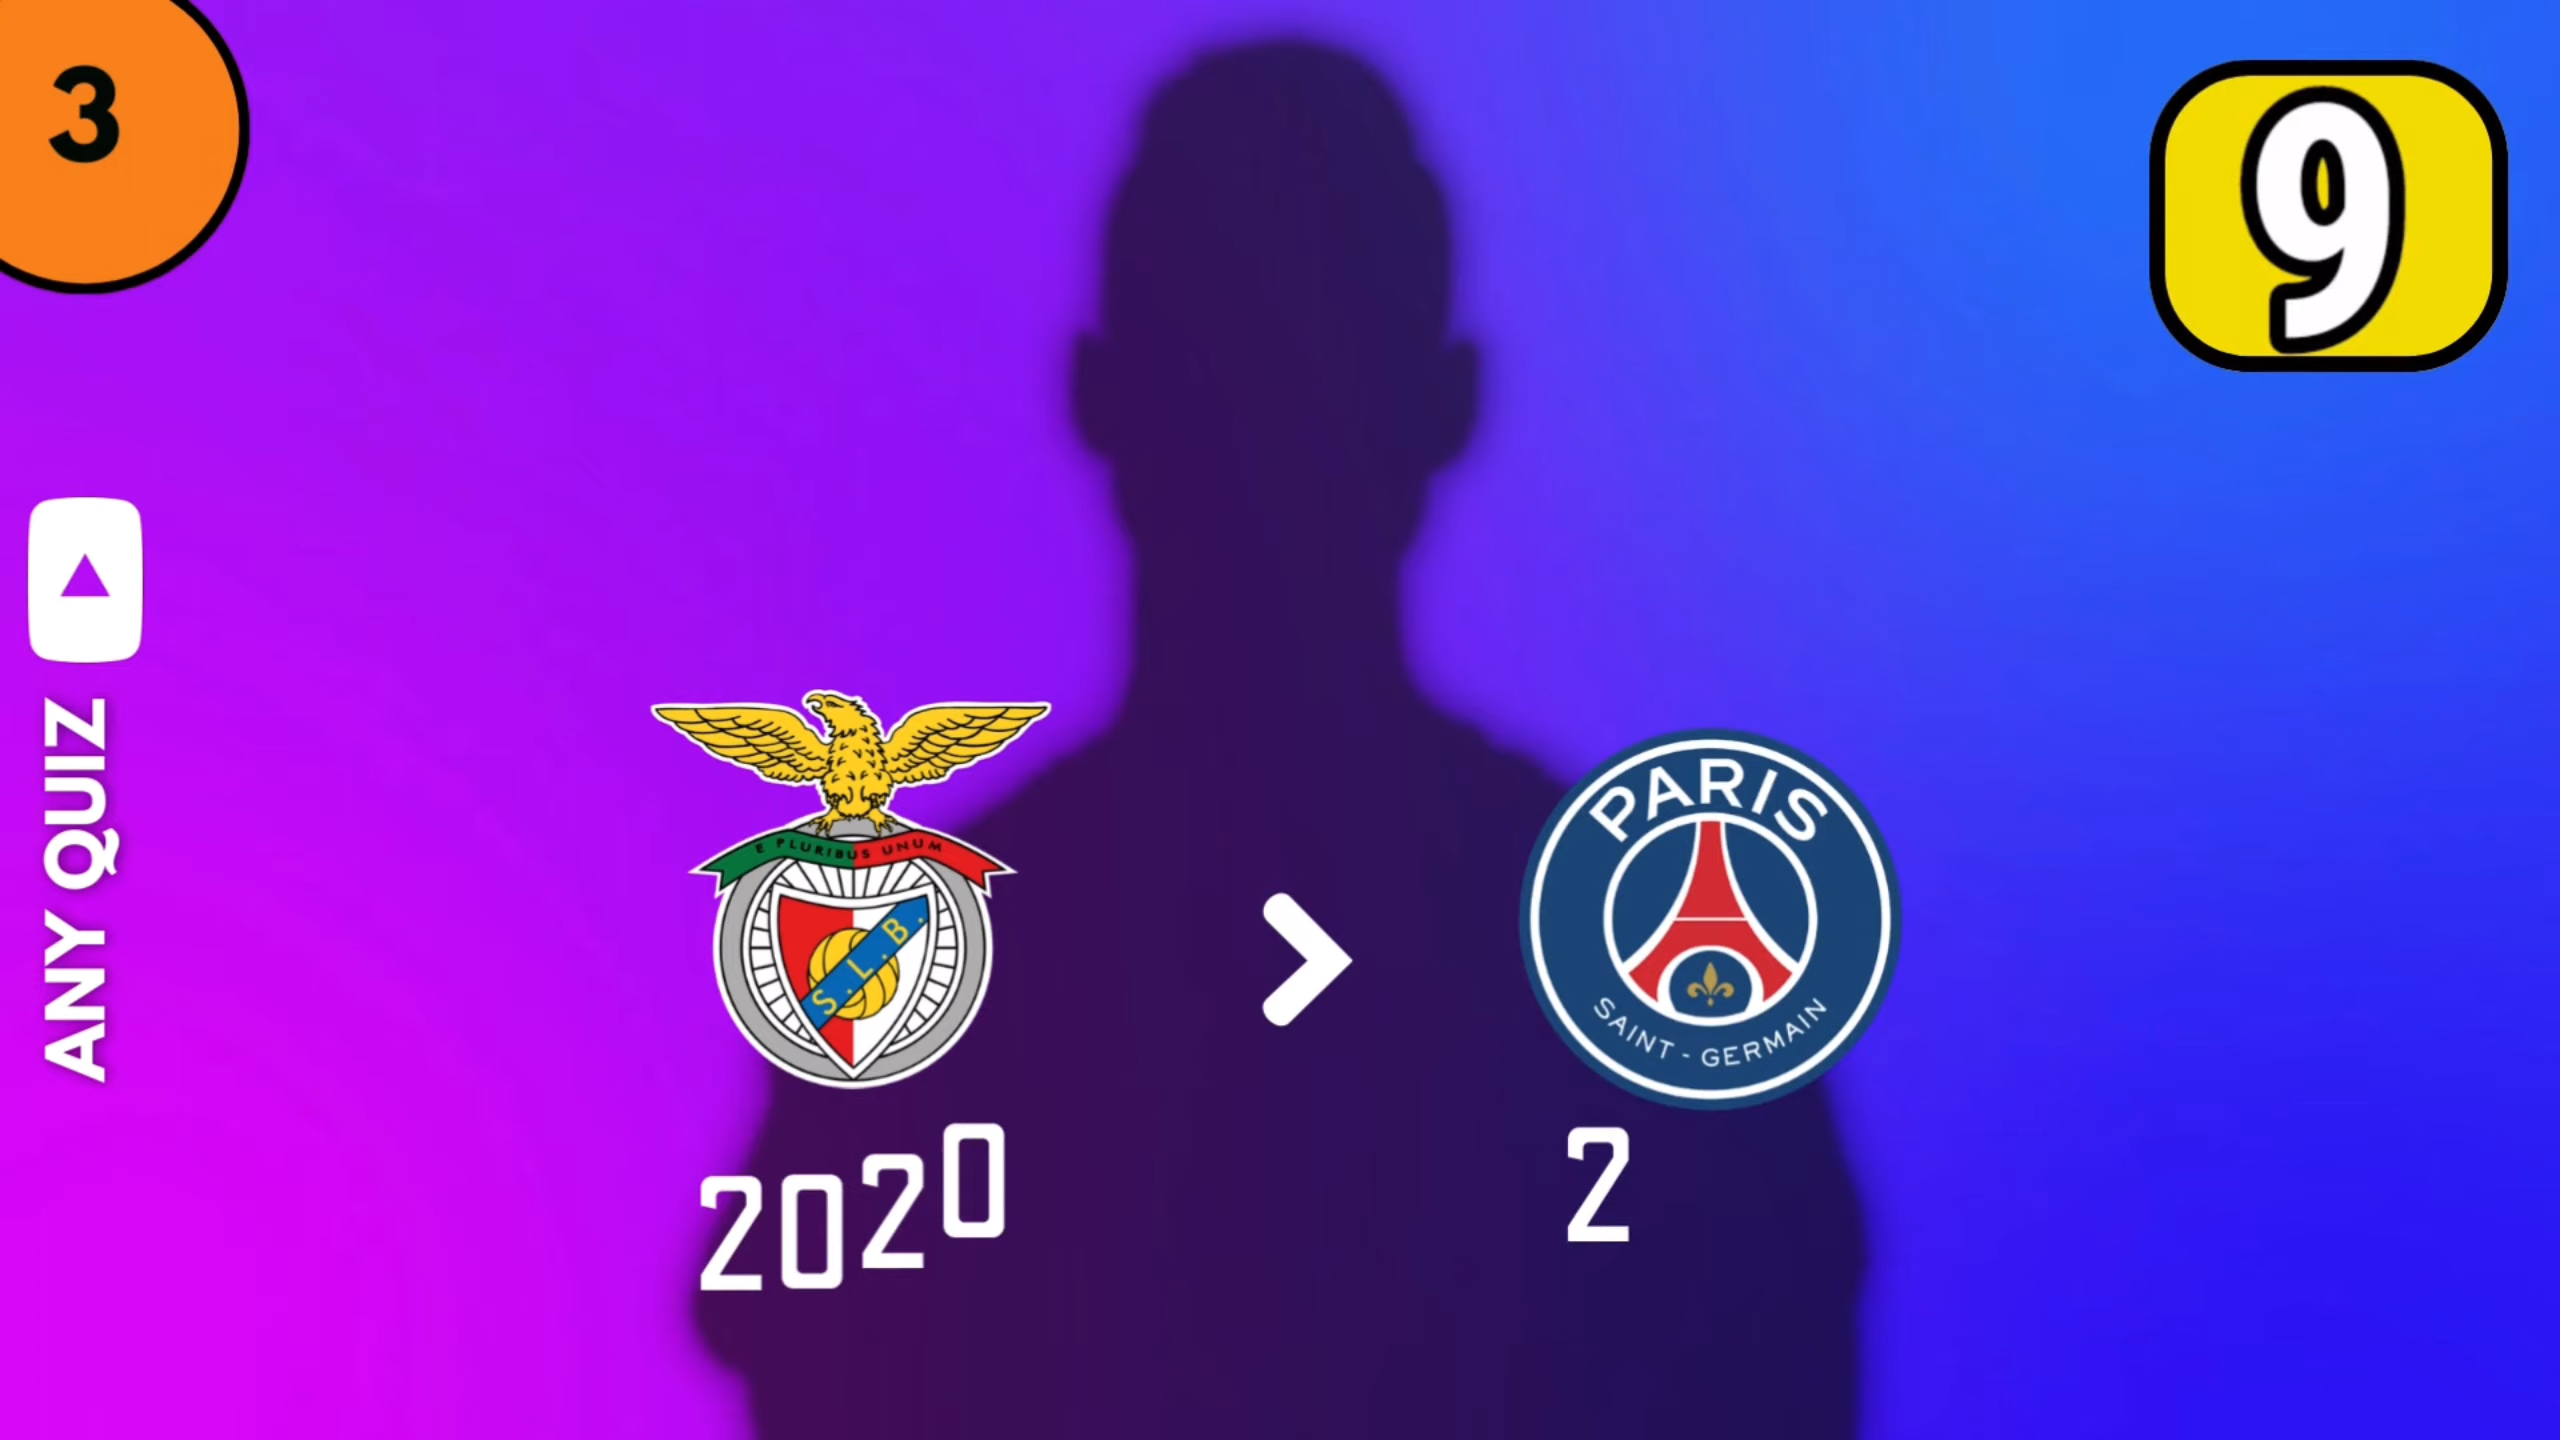 3
9
ANY QUIZ
E PLURIBUS UNUM
S.L.B.
PARIS
SAINT-GERMAIN
2020
2